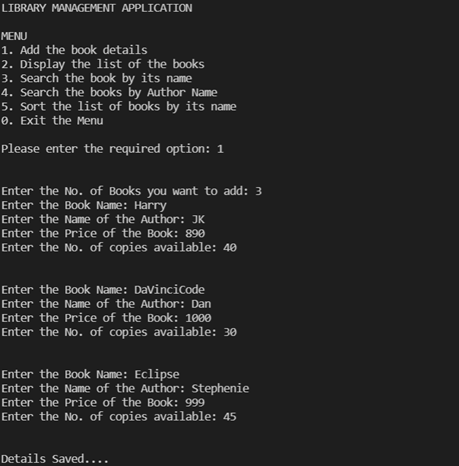 LIBRARY MANAGEMENT APPLICATION
MENU
1. Add the book details
2. Display the list of the books
3. Search the book by its name
4. Search the books by Author Name
5. Sort the list of books by its name
0. Exit the Menu
Please enter the required option: 1
Enter the No. of Books you want to add: 3
Enter the Book Name: Harry
Enter the Name of the Author: JK
Enter the Price of the Book: 890
Enter the No. of copies available: 40
Enter the Book Name: DaVinciCode
Enter the Name of the Author: Dan
Enter the Price of the Book: 1000
Enter the No. of copies available: 30
Enter the Book Name: Eclipse
Enter the Name of the Author: Stephenie
Enter the Price of the Book: 999
Enter the No. of copies available: 45
Details Saved....